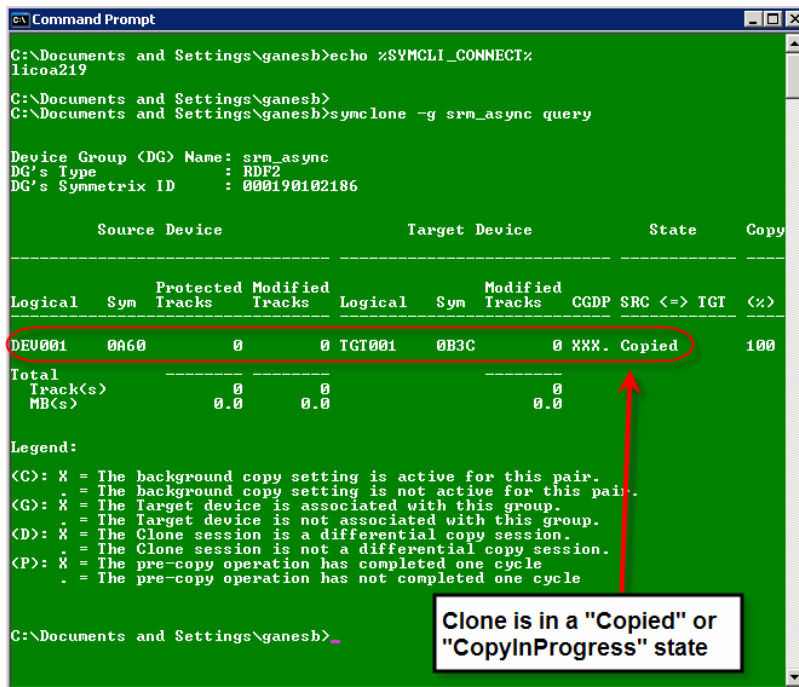 Command Prompt
C:\Documents and Settings\ganesb>echo %SYMCLI_CONNECT%
licoa219
C:\Documents and Settings\ganesb>
C:\Documents and Settings\ganesb>symclone -g srm_async query
Device Group (DG) Name: srm_async
DG's Type : RDF2
DG's Symmetrix ID : 000190102186
Source Device Target Device State Copy
Protected Modified Modified
Logical Sym Tracks Tracks Logical Sym Tracks CGDP SRC <=> TGT (%)
DEV001 0A60 0 0 TGT001 0B3C 0 XXX. Copied 100
Total
Track(s) 0 0 0
MB(s) 0.0 0.0 0.0
Legend:
(C): X = The background copy setting is active for this pair.
. = The background copy setting is not active for this pair.
(G): X = The Target device is associated with this group.
. = The Target device is not associated with this group.
(D): X = The Clone session is a differential copy session.
. = The Clone session is not a differential copy session.
(P): X = The pre-copy operation has completed one cycle
. = The pre-copy operation has not completed one cycle
C:\Documents and Settings\ganesb>_
Clone is in a "Copied" or
"CopyInProgress" state